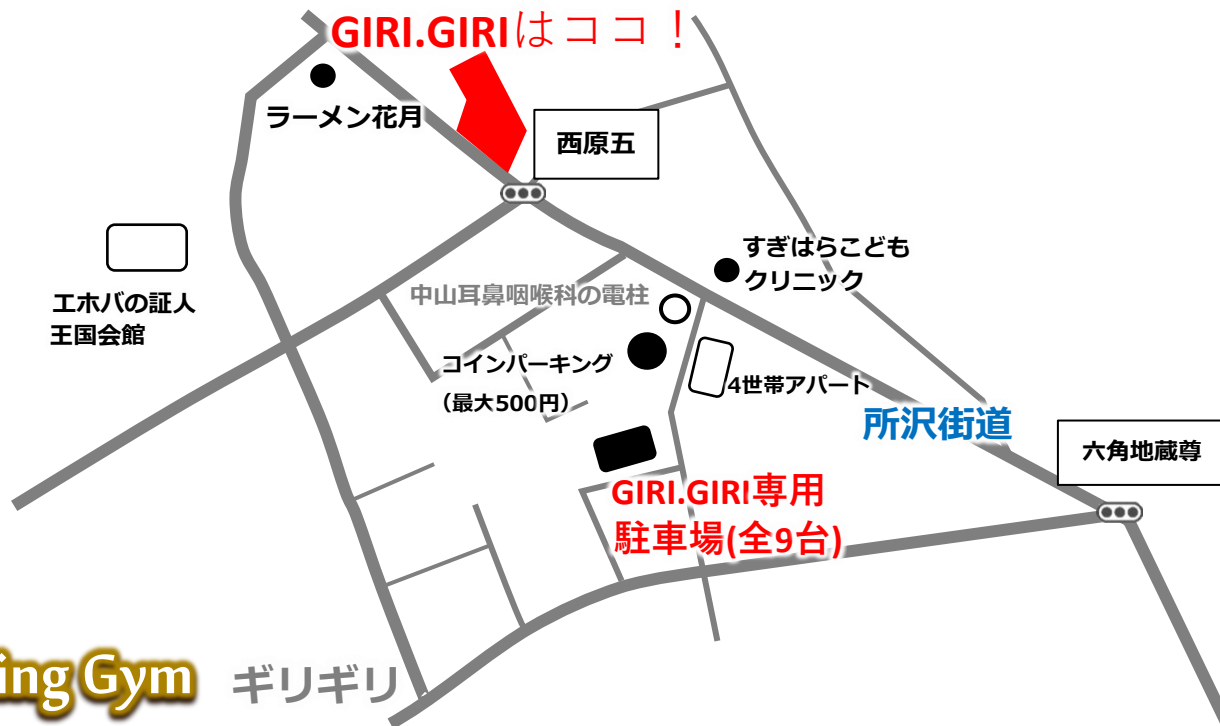 GIRI.GIRIはココ！
ラーメン花月
西原五
すぎはらこども
クリニック
エホバの証人
王国会館
中山耳鼻咽喉科の電柱
コインパーキング
（最大500円）
4世帯アパート
所沢街道
六角地蔵尊
GIRI.GIRI専用
駐車場(全9台)
ing Gym
ギリギリ